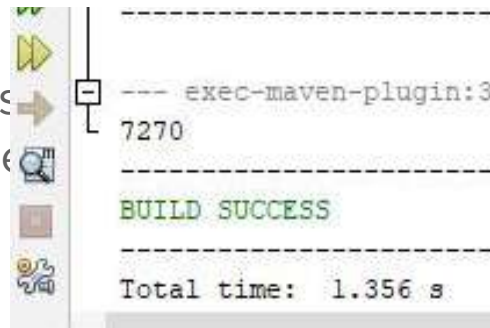 --- exec-maven-plugin:3
7270
BUILD SUCCESS
Total time: 1.356 s